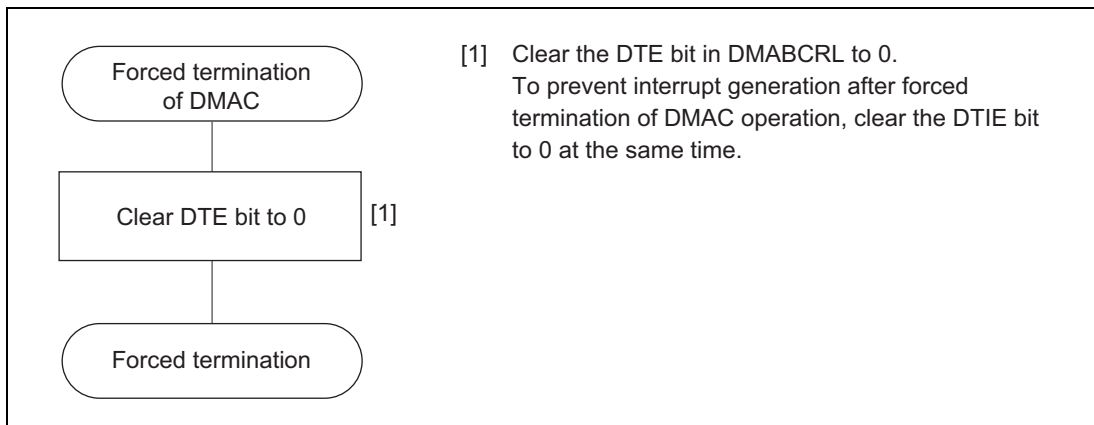 Forced termination
of DMAC
Clear DTE bit to 0
[1]
Forced termination
[1] Clear the DTE bit in DMABCRL to 0.
To prevent interrupt generation after forced
termination of DMAC operation, clear the DTIE bit
to 0 at the same time.